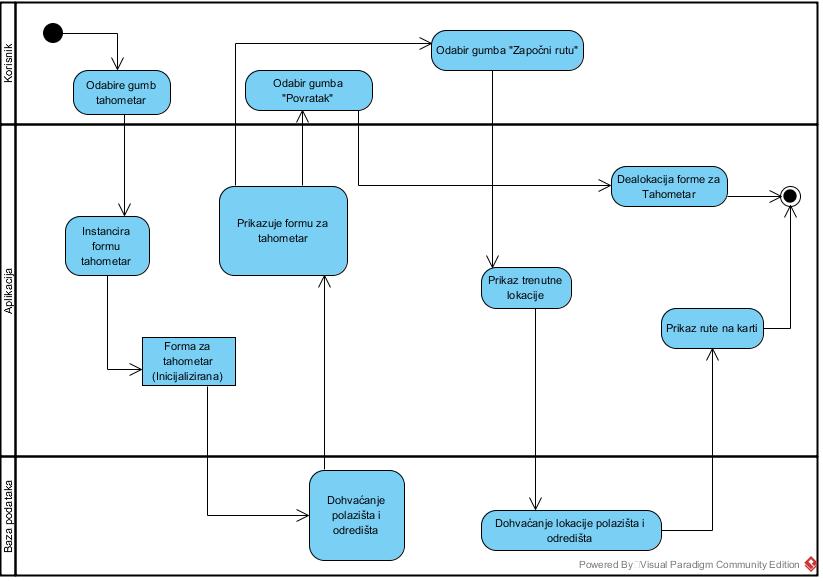 Korisnik
Odabire gumb
tahometar
Odabir gumba
"Povratak"
Odabir gumba "Započni rutu"
Aplikacija
Instancira
formu
tahometar
Prikazuje formu za
tahometar
Dealokacija forme za
Tahometar
Prikaz trenutne
lokacije
Prikaz rute na karti
Forma za
tahometar
(Inicijalizirana)
Baza podataka
Dohvaćanje
polazišta i
odredišta
Dohvaćanje lokacije polazišta i
odredišta
Powered By Visual Paradigm Community Edition